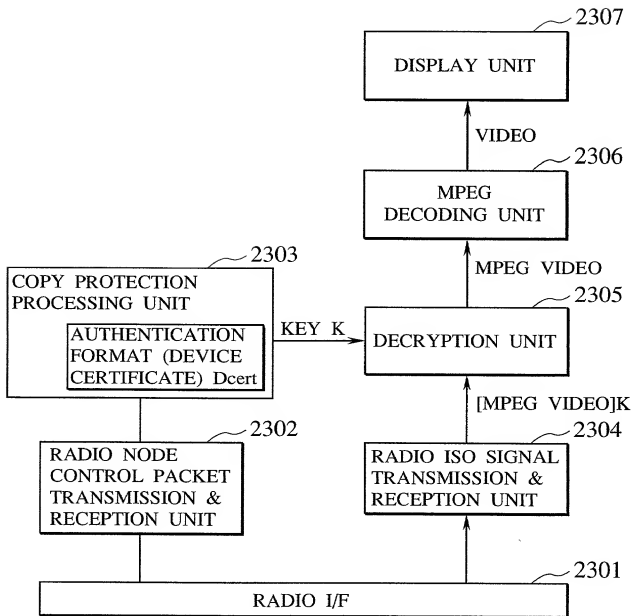 2307
DISPLAY UNIT
VIDEO
2306
MPEG
DECODING UNIT
2303
MPEG VIDEO
2305
COPY PROTECTION
PROCESSING UNIT
AUTHENTICATION
FORMAT (DEVICE
CERTIFICATE) Dcert
KEY K
DECRYPTION UNIT
[MPEG VIDEO]K
2302
2304
RADIO NODE
CONTROL PACKET
TRANSMISSION &
RECEPTION UNIT
RADIO ISO SIGNAL
TRANSMISSION &
RECEPTION UNIT
2301
RADIO I/F